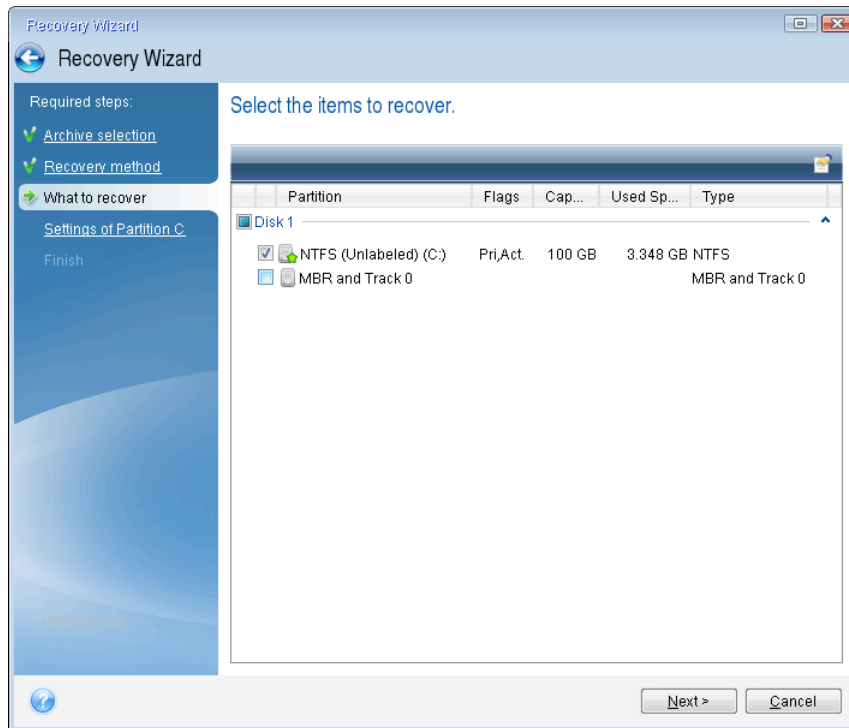 Recovery Wizard
Recovery Wizard
Required steps:
Select the items to recover.
Archive selection
Recovery method
What to recover
Settings of Partition C
Finish
Partition Flags Cap... Used Sp... Type
Disk 1
NTFS (Unlabeled) (C:) Pri,Act. 100 GB 3.348 GB NTFS
MBR and Track 0 MBR and Track 0
Next >
Cancel